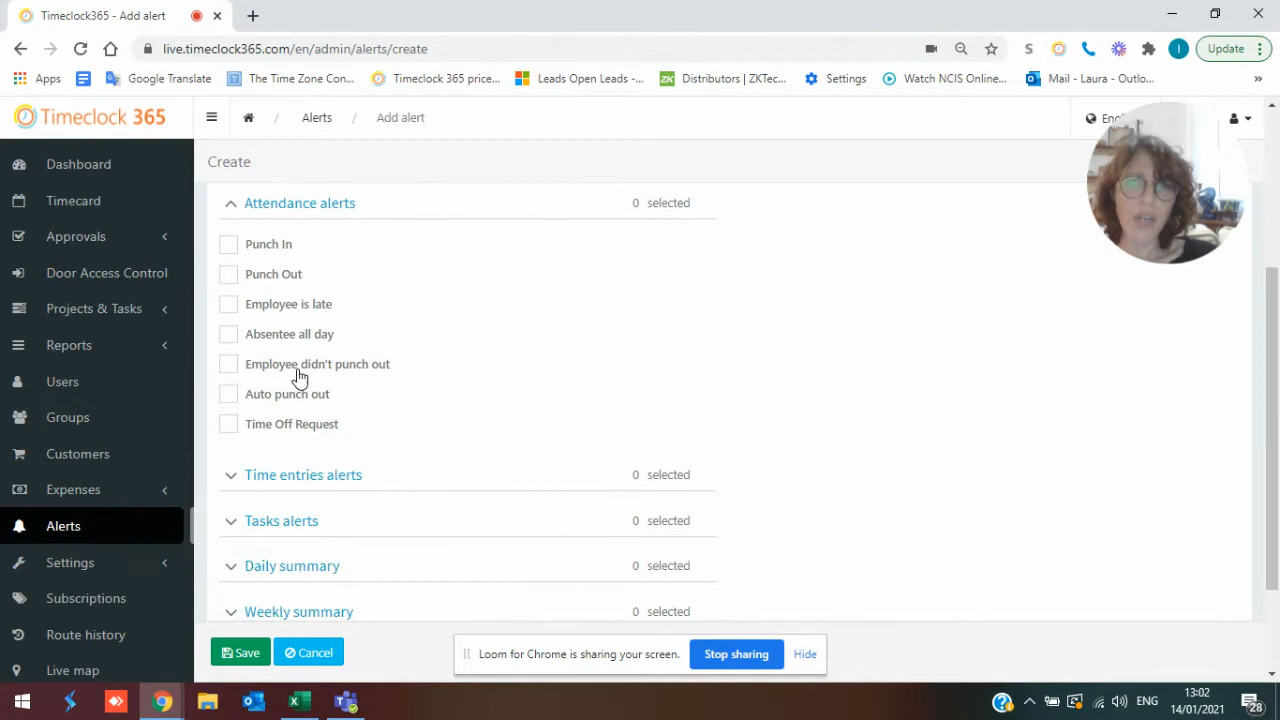 Timeclock365 - Add alert
live.timeclock365.com/en/admin/alerts/create
Update
Apps
Google Translate
The Time Zone Con...
Timeclock 365 price...
Leads Open Leads -...
Distributors | ZKTec...
Settings
Watch NCIS Online...
Mail - Laura - Outlo...
»
Timeclock 365
/ Alerts / Add alert
Create
Dashboard
Timecard
Approvals
Door Access Control
Projects & Tasks
Reports
Users
Groups
Customers
Expenses
Alerts
Settings
Subscriptions
Route history
Live map
Attendance alerts 0 selected
Punch In
Punch Out
Employee is late
Absentee all day
Employee didn't punch out
Auto punch out
Time Off Request
Time entries alerts 0 selected
Tasks alerts 0 selected
Daily summary 0 selected
Weekly summary 0 selected
Save Cancel
Loom for Chrome is sharing your screen. Stop sharing Hide
ENG
13:02
14/01/2021
28